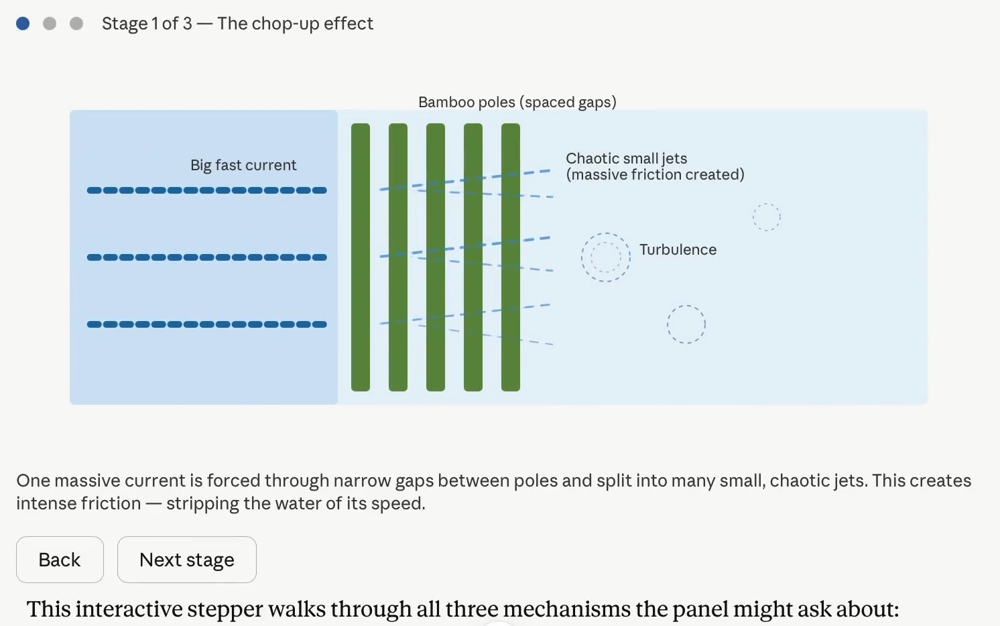 Stage 1 of 3 — The chop-up effect
Bamboo poles (spaced gaps)
Big fast current
Chaotic small jets
(massive friction created)
Turbulence
One massive current is forced through narrow gaps between poles and split into many small, chaotic jets. This creates
intense friction — stripping the water of its speed.
Back
Next stage
This interactive stepper walks through all three mechanisms the panel might ask about: